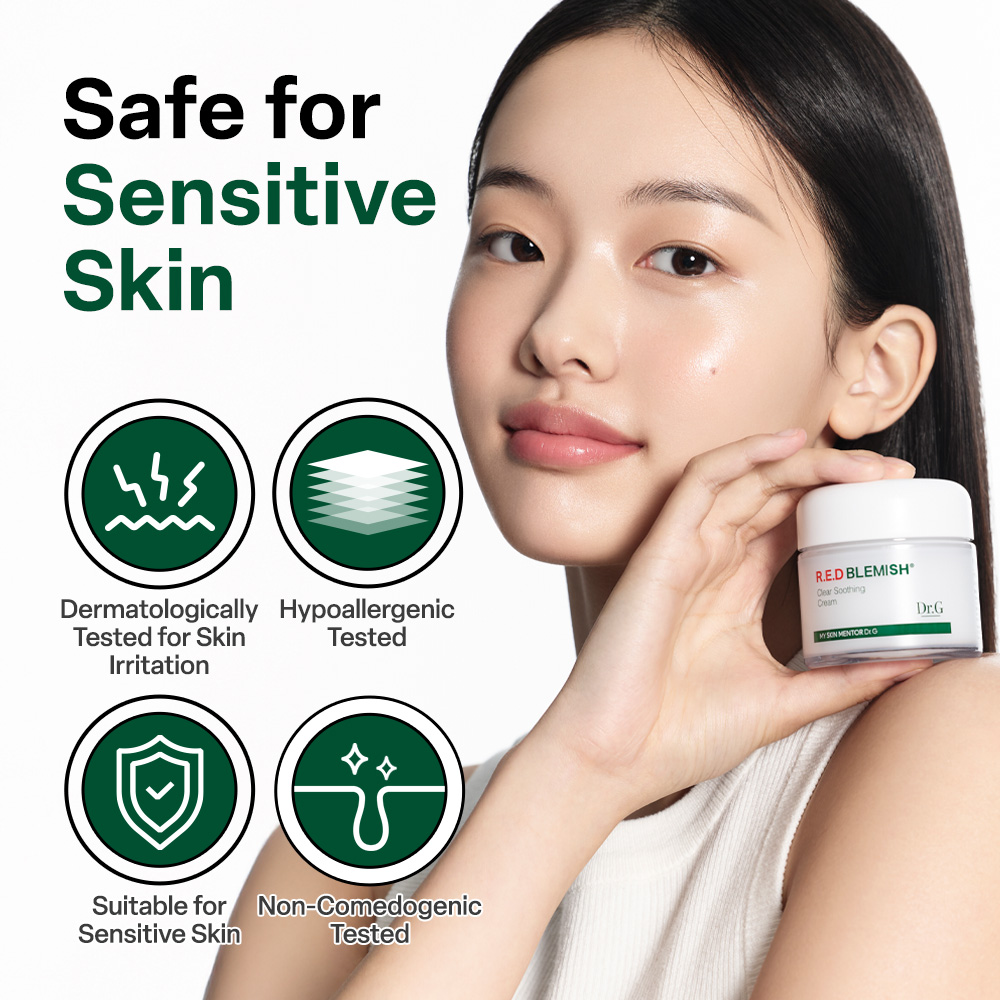 Safe for
Sensitive
Skin
Dermatologically
Tested for Skin
Irritation
Hypoallergenic
Tested
Suitable for
Sensitive Skin
Non-Comedogenic
Tested
R.E.D BLEMISH®
Clear Soothing
Cream
Dr.G
MY SKIN MENTOR Dr.G